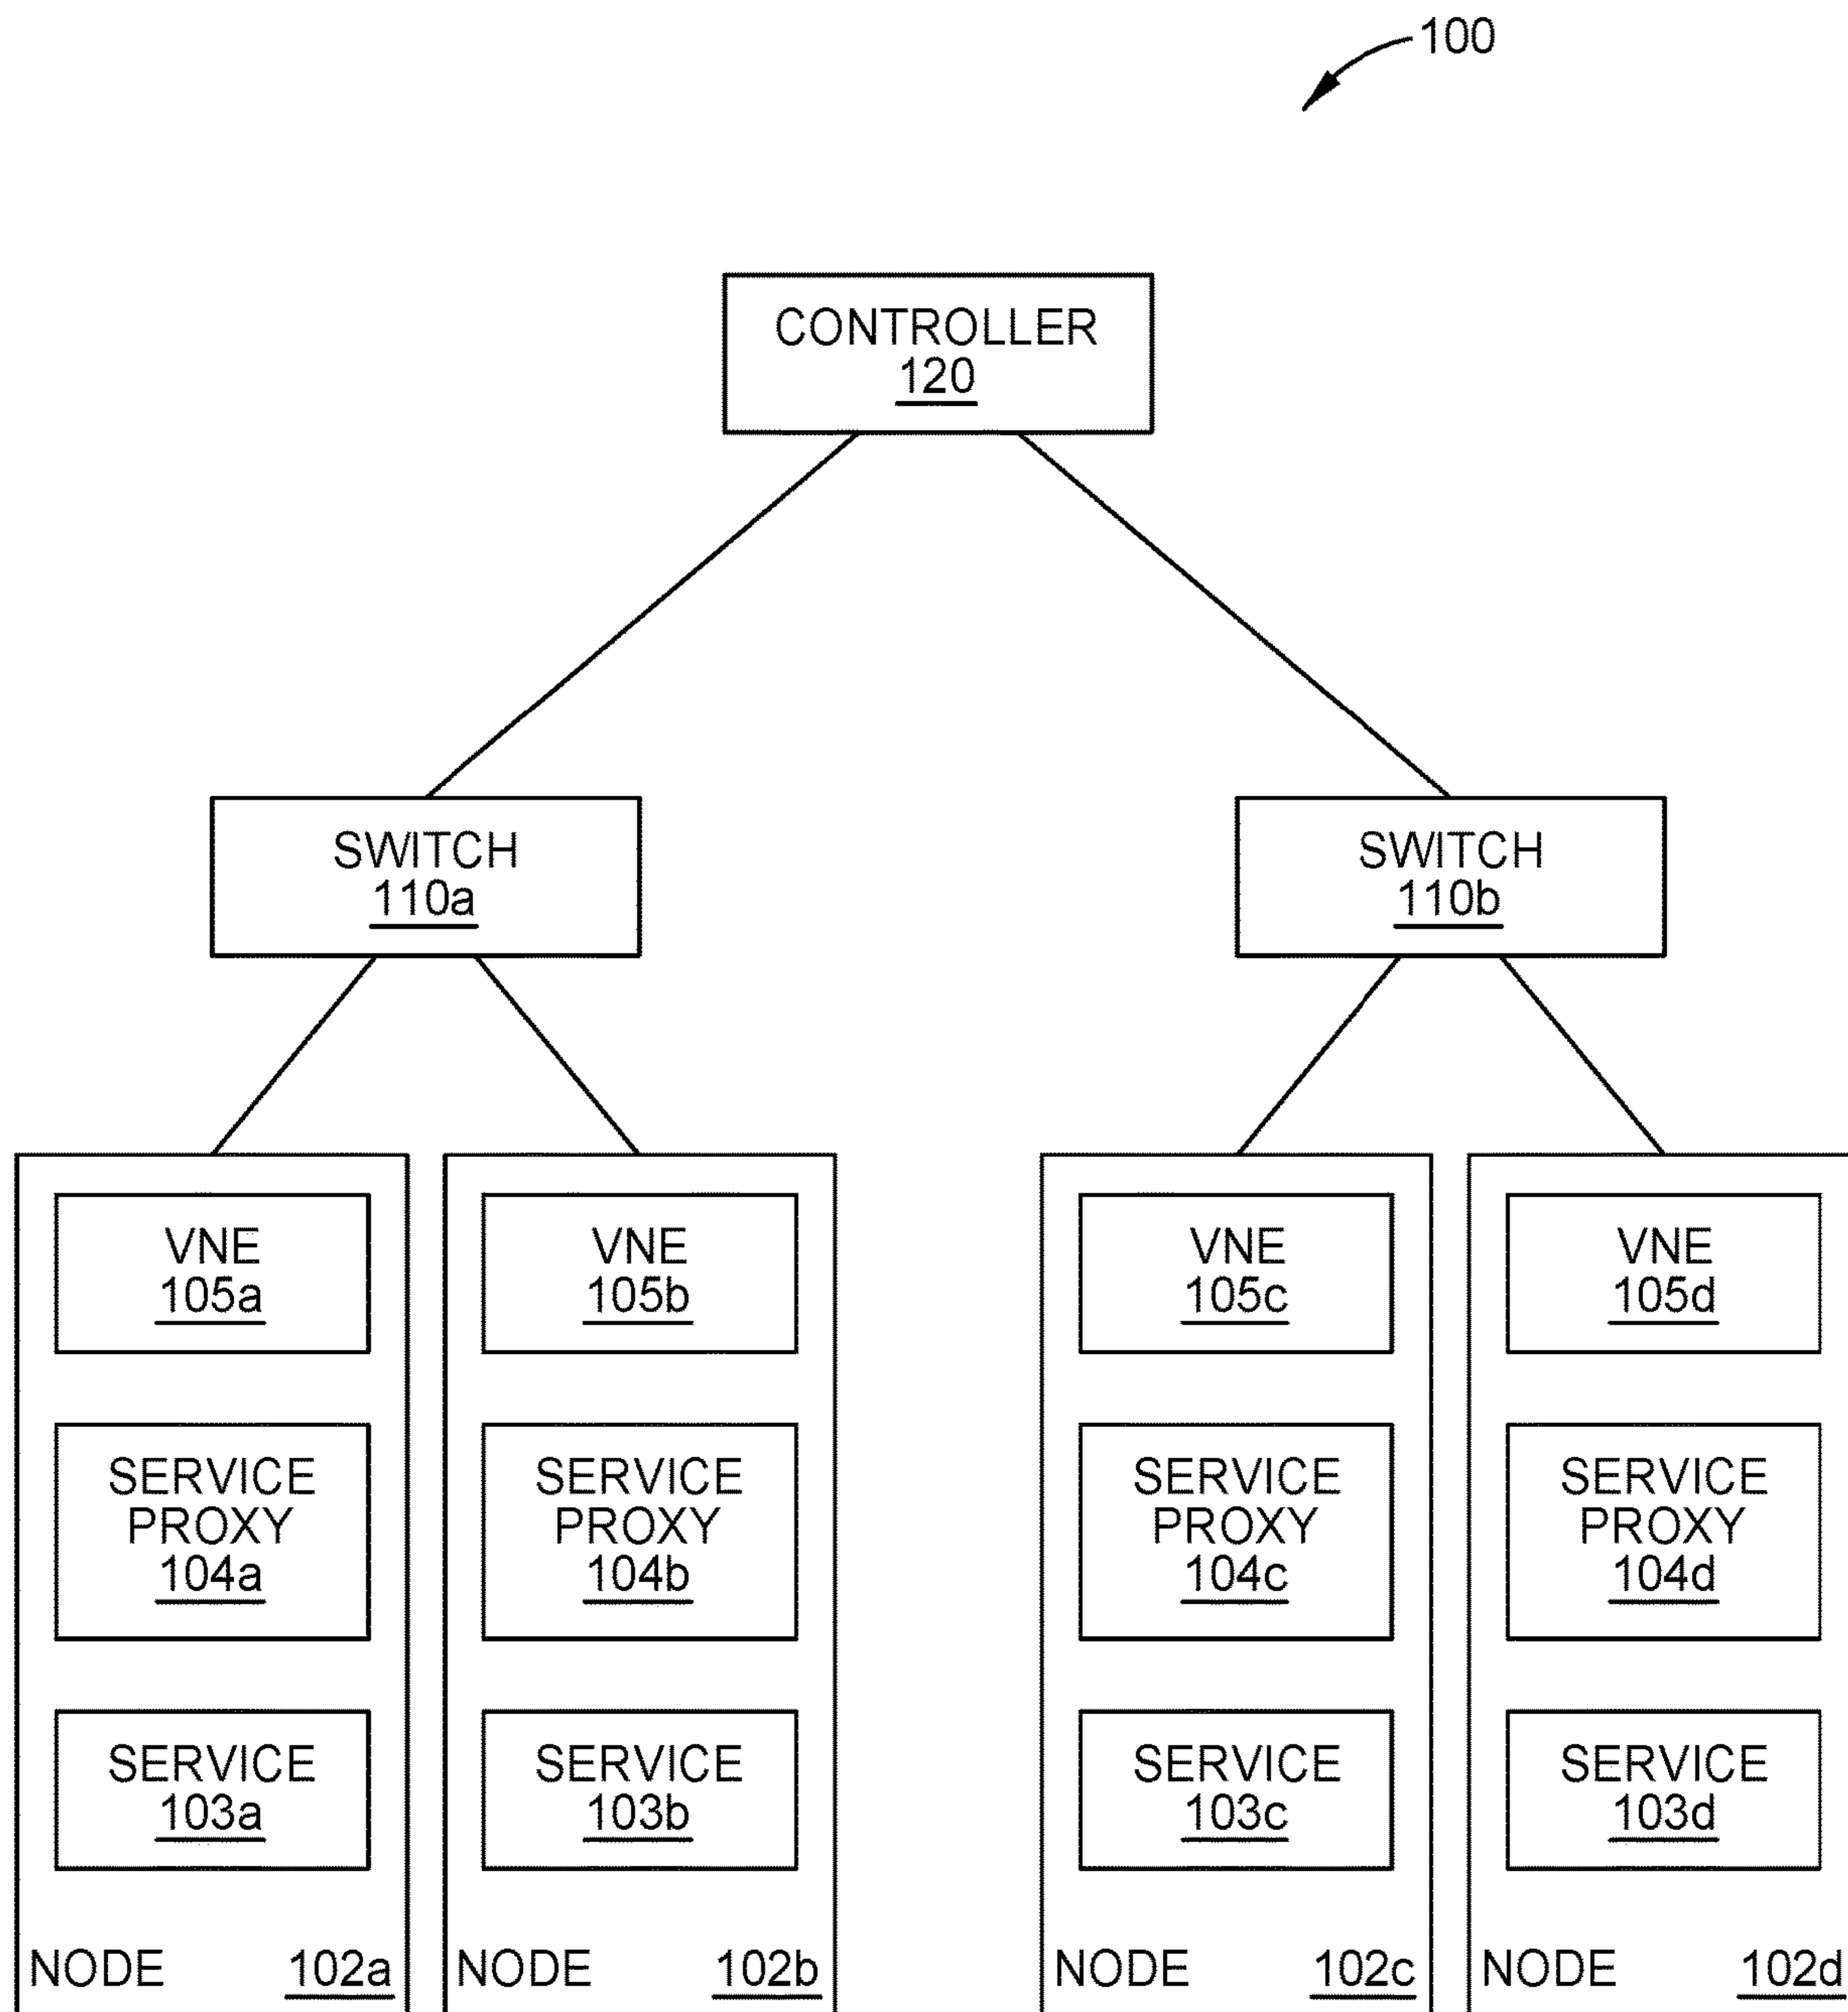 100
CONTROLLER
120
SWITCH
110a
SWITCH
110b
VNE
105a
VNE
105b
VNE
105c
VNE
105d
SERVICE
PROXY
104a
SERVICE
PROXY
104b
SERVICE
PROXY
104c
SERVICE
PROXY
104d
SERVICE
103a
SERVICE
103b
SERVICE
103c
SERVICE
103d
NODE 102a
NODE 102b
NODE 102c
NODE 102d